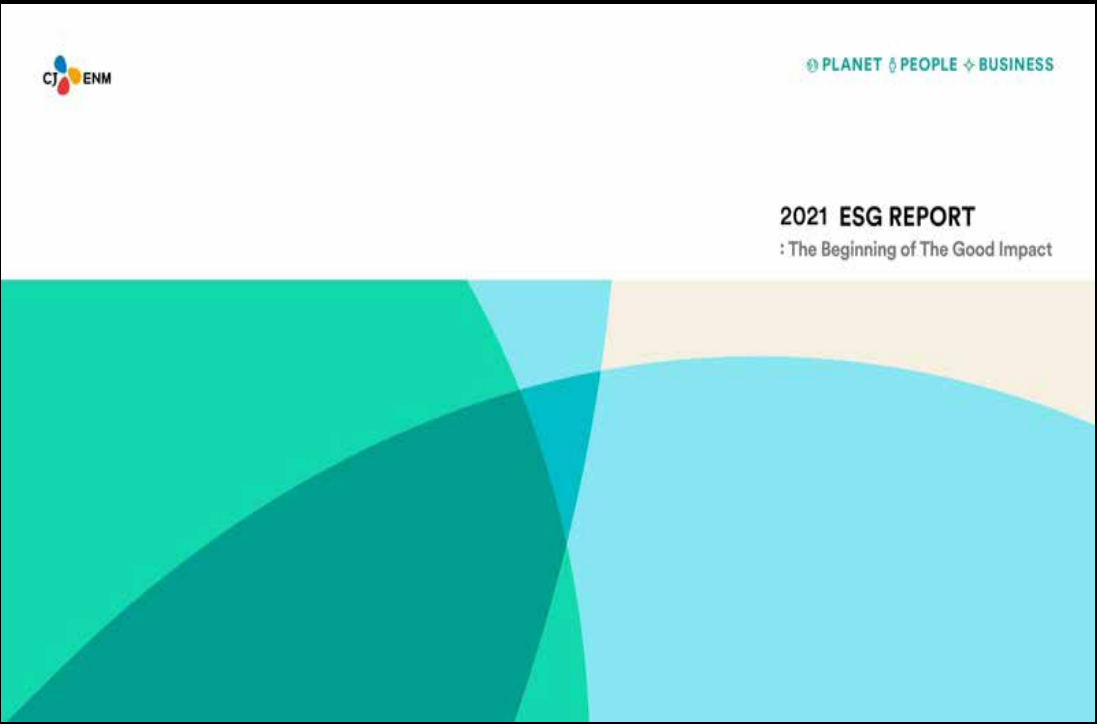 CJ ENM
PLANET PEOPLE BUSINESS
2021 ESG REPORT
: The Beginning of The Good Impact